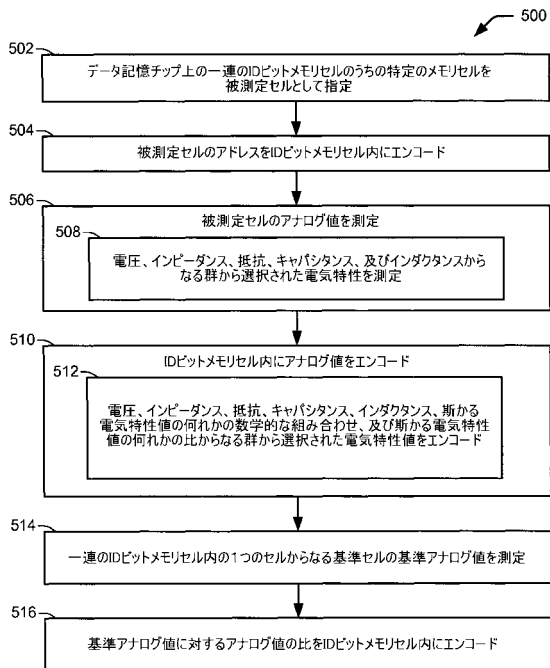 500
502
データ記憶チップ上の一連のIDビットメモリセルのうちの特定のメモリセルを
被測定セルとして指定
504
被測定セルのアドレスをIDビットメモリセル内にエンコード
506
被測定セルのアナログ値を測定
508
電圧、インピーダンス、抵抗、キャパシタンス、及びインダクタンスから
なる群から選択された電気特性を測定
510
IDビットメモリセル内にアナログ値をエンコード
512
電圧、インピーダンス、抵抗、キャパシタンス、インダクタンス、斯かる
電気特性値の何れかの数学的な組み合わせ、及び斯かる電気特性
値の何れかの比からなる群から選択された電気特性値をエンコード
514
一連のIDビットメモリセル内の1つのセルからなる基準セルの基準アナログ値を測定
516
基準アナログ値に対するアナログ値の比をIDビットメモリセル内にエンコード